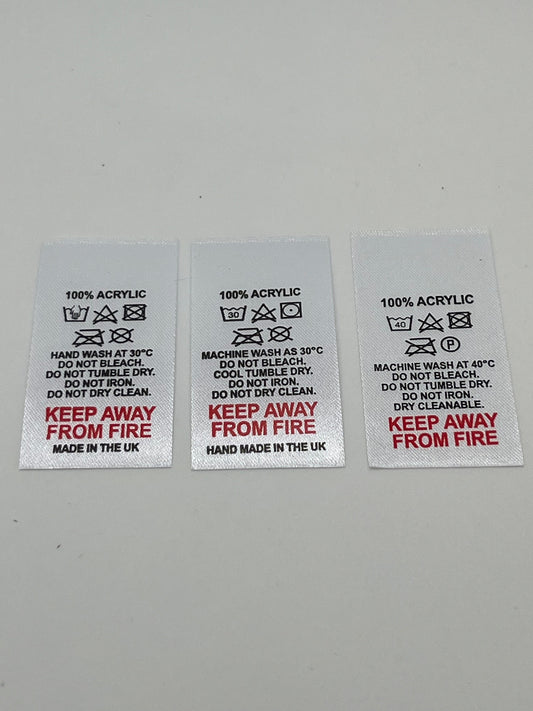 100% ACRYLIC
HAND WASH AT 30°C
DO NOT BLEACH.
DO NOT TUMBLE DRY.
DO NOT IRON.
DO NOT DRY CLEAN.
KEEP AWAY
FROM FIRE
MADE IN THE UK
100% ACRYLIC
30
MACHINE WASH AS 30°C
DO NOT BLEACH.
COOL TUMBLE DRY.
DO NOT IRON.
DO NOT DRY CLEAN.
KEEP AWAY
FROM FIRE
HAND MADE IN THE UK
100% ACRYLIC
40
P
MACHINE WASH AT 40°C
DO NOT BLEACH.
DO NOT TUMBLE DRY.
DO NOT IRON.
DRY CLEANABLE.
KEEP AWAY
FROM FIRE